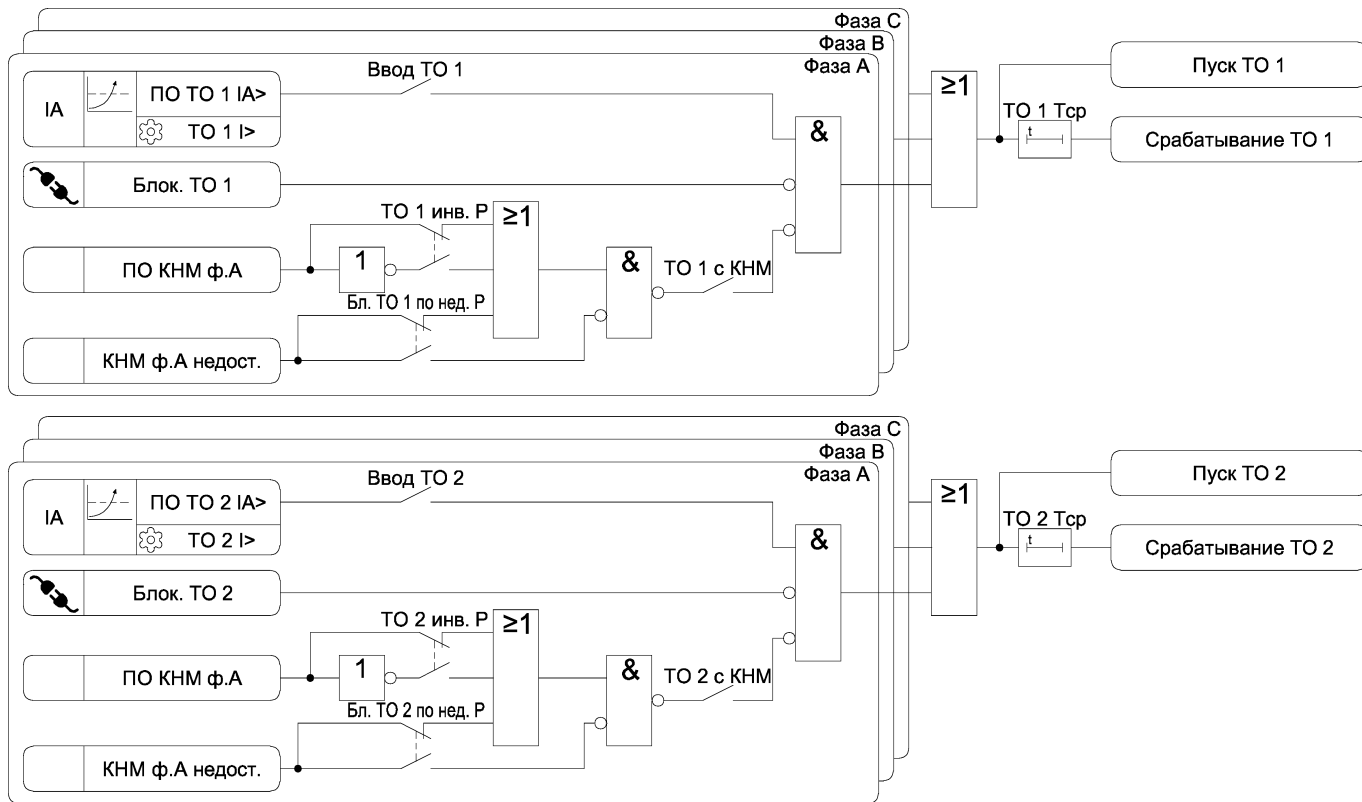 Фаза C
Фаза B
Фаза A
Ввод ТО 1
IA
ПО ТО 1 IA>
ТО 1 I>
Блок. ТО 1
ПО КНМ ф.А
КНМ ф.А недост.
ТО 1 инв. Р
1
Бл. ТО 1 по нед. Р
≥1
&
ТО 1 с КНМ
&
≥1
ТО 1 Тср
t
Пуск ТО 1
Срабатывание ТО 1
Фаза C
Фаза B
Фаза A
Ввод ТО 2
IA
ПО ТО 2 IA>
ТО 2 I>
Блок. ТО 2
ПО КНМ ф.А
КНМ ф.А недост.
ТО 2 инв. Р
1
Бл. ТО 2 по нед. Р
≥1
&
ТО 2 с КНМ
&
≥1
ТО 2 Тср
t
Пуск ТО 2
Срабатывание ТО 2